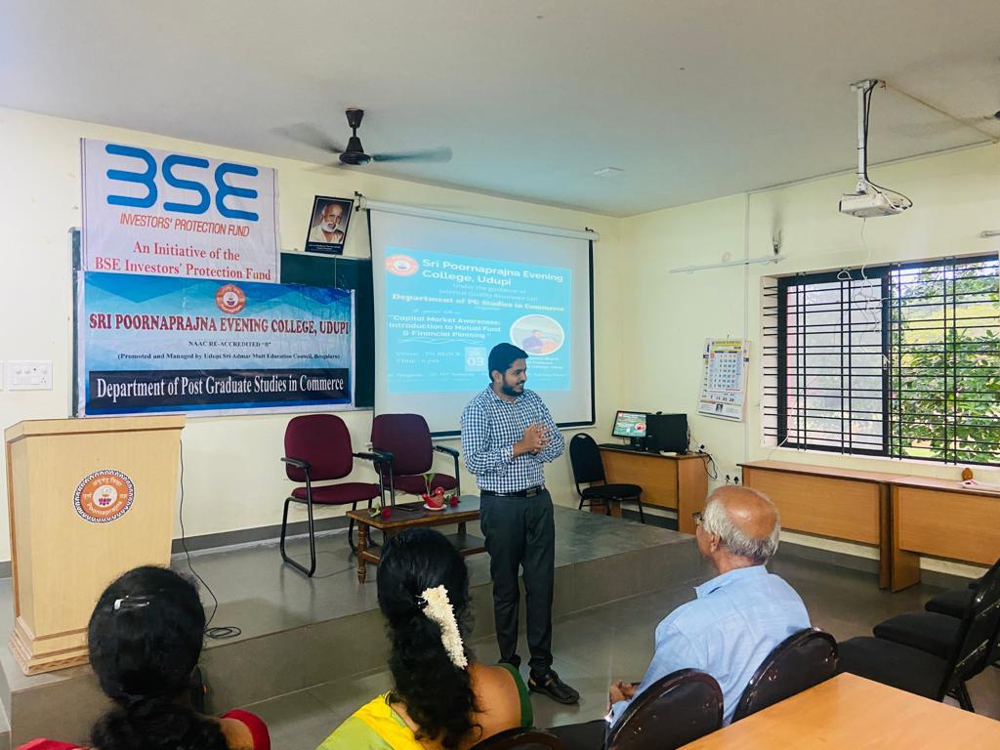 BSE
INVESTORS' PROTECTION FUND
An Initiative of the
BSE Investors' Protection Fund
SRI POORNAPRAJNA EVENING COLLEGE, UDUPI
NAAC RE-ACCREDITED "B"
(Promoted and Managed by Udupi Sri Admar Mutt Education Council, Bengaluru)
Department of Post Graduate Studies in Commerce
Sri Poornaprajna Evening
College, Udupi
Under the guidance of
Internal Quality Assurance Cell
Department of PG Studies in Commerce
"Capital Market Awareness:
Introduction to Mutual Fund
& Financial Planning"
Venue : PG BLOCK
Time : 6 pm
03
Poornaprajna